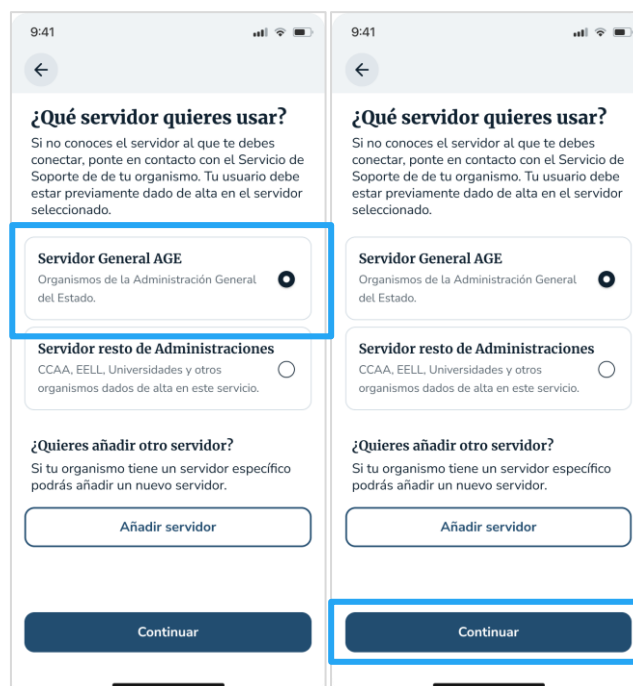 9:41
¿Qué servidor quieres usar?
Si no conoces el servidor al que te debes
conectar, ponte en contacto con el Servicio de
Soporte de de tu organismo. Tu usuario debe
estar previamente dado de alta en el servidor
seleccionado.
Servidor General AGE
Organismos de la Administración General
del Estado.
Servidor resto de Administraciones
CCAA, EELL, Universidades y otros
organismos dados de alta en este servicio.
¿Quieres añadir otro servidor?
Si tu organismo tiene un servidor específico
podrás añadir un nuevo servidor.
Añadir servidor
Continuar
9:41
¿Qué servidor quieres usar?
Si no conoces el servidor al que te debes
conectar, ponte en contacto con el Servicio de
Soporte de de tu organismo. Tu usuario debe
estar previamente dado de alta en el servidor
seleccionado.
Servidor General AGE
Organismos de la Administración General
del Estado.
Servidor resto de Administraciones
CCAA, EELL, Universidades y otros
organismos dados de alta en este servicio.
¿Quieres añadir otro servidor?
Si tu organismo tiene un servidor específico
podrás añadir un nuevo servidor.
Añadir servidor
Continuar